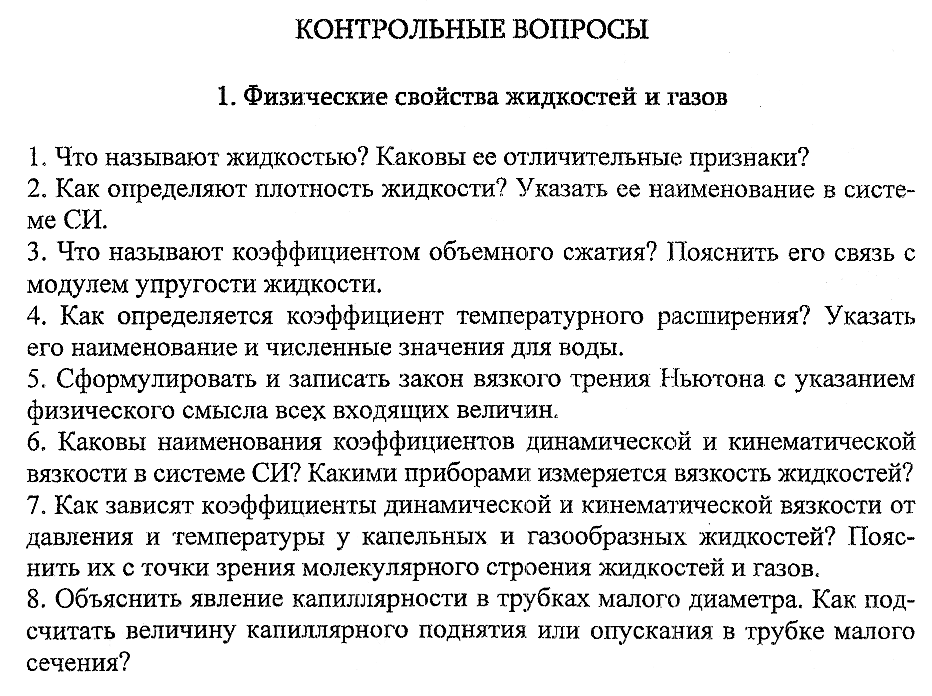 КОНТРОЛЬНЫЕ ВОПРОСЫ
1. Физические свойства жидкостей и газов
1. Что называют жидкостью? Каковы ее отличительные признаки?
2. Как определяют плотность жидкости? Указать ее наименование в систе-
ме СИ.
3. Что называют коэффициентом объемного сжатия? Пояснить его связь с
модулем упругости жидкости.
4. Как определяется коэффициент температурного расширения? Указать
его наименование и численные значения для воды.
5. Сформулировать и записать закон вязкого трения Ньютона с указанием
физического смысла всех входящих величин.
6. Каковы наименования коэффициентов динамической и кинематической
вязкости в системе СИ? Какими приборами измеряется вязкость жидкостей?
7. Как зависят коэффициенты динамической и кинематической вязкости от
давления и температуры у капельных и газообразных жидкостей? Пояс-
нить их с точки зрения молекулярного строения жидкостей и газов.
8. Объяснить явление капиллярности в трубках малого диаметра. Как под-
считать величину капиллярного поднятия или опускания в трубке малого
сечения?